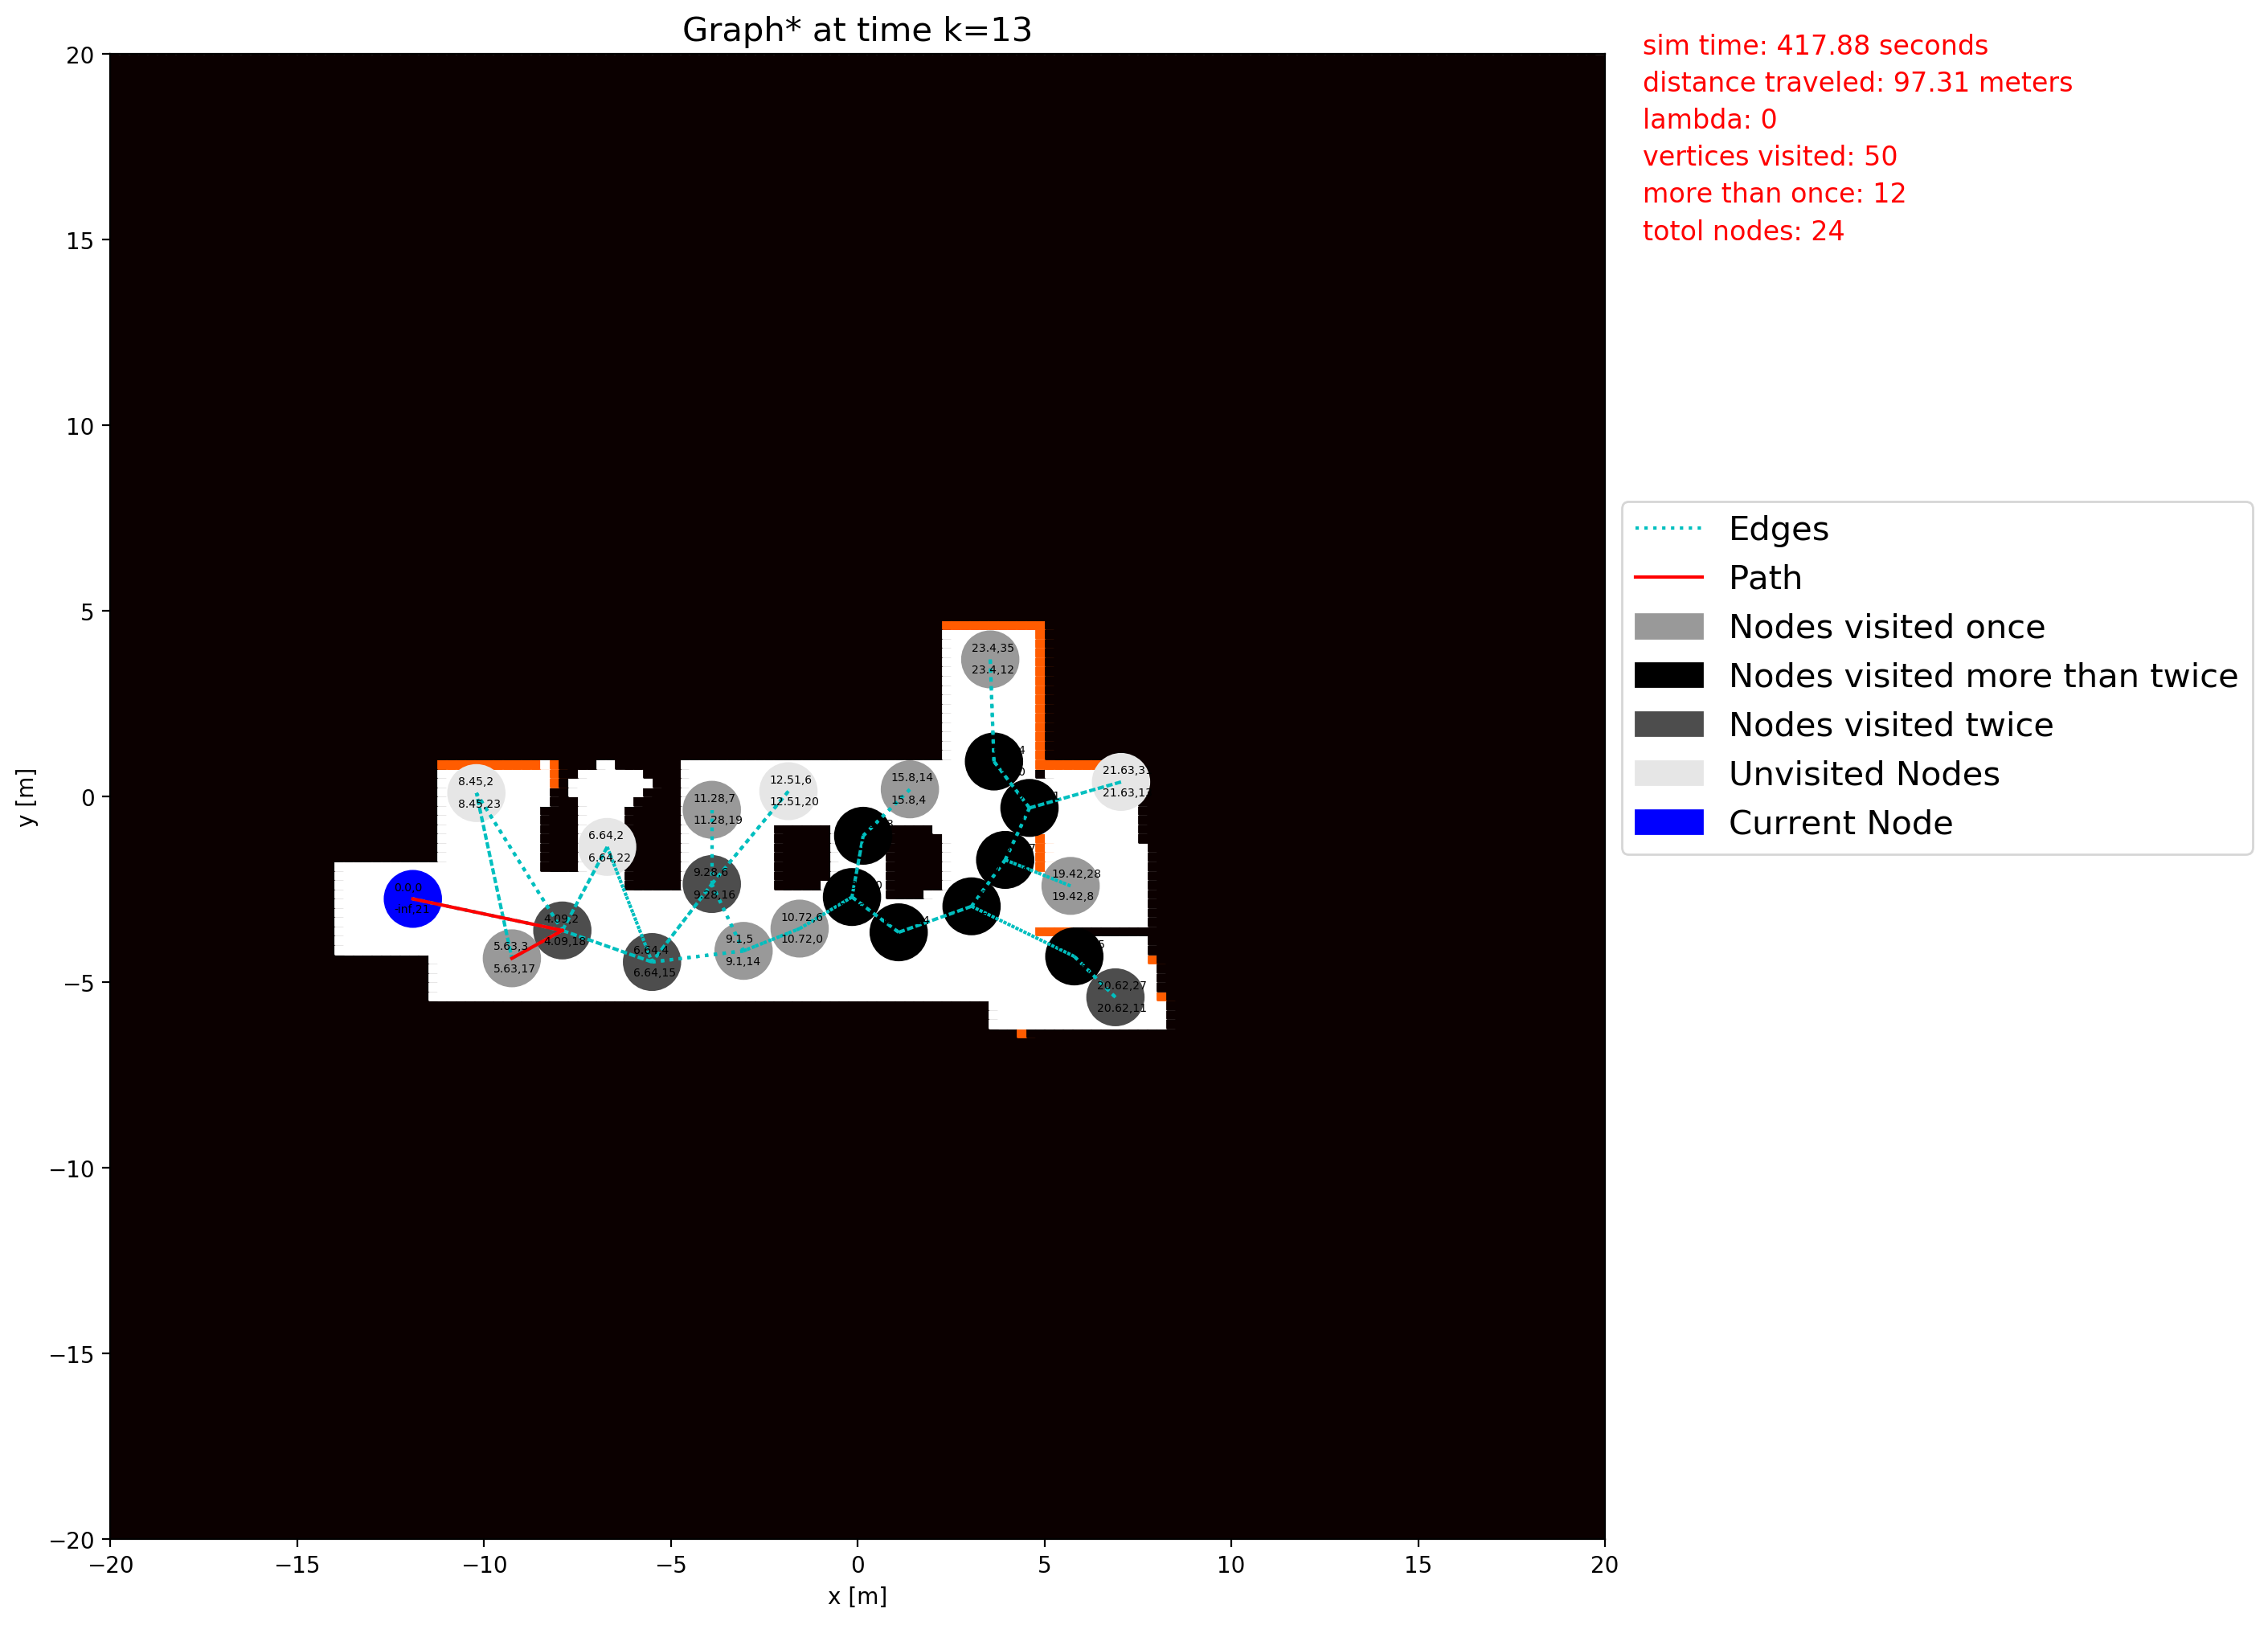 Graph* at time k=13
sim time: 417.88 seconds
distance traveled: 97.31 meters
lambda: 0
vertices visited: 50
more than once: 12
totol nodes: 24
Edges
Path
Nodes visited once
Nodes visited more than twice
Nodes visited twice
Unvisited Nodes
Current Node
20
15
10
5
0
−5
−10
−15
−20
y [m]
−20
−15
−10
−5
0
5
10
15
20
x [m]
23.4,35
23.4,12
8.45,2
8.45,23
12.51,6
12.51,20
11.28,7
11.28,19
15.8,14
15.8,4
6.64,2
6.64,22
9.28,6
9.28,16
19.42,28
19.42,8
0.0,0
inf,21
4.09,2
4.09,18
5.63,3
5.63,17
6.64,4
6.64,15
9.1,5
9.1,14
10.72,6
10.72,0
20.62,27
20.62,11